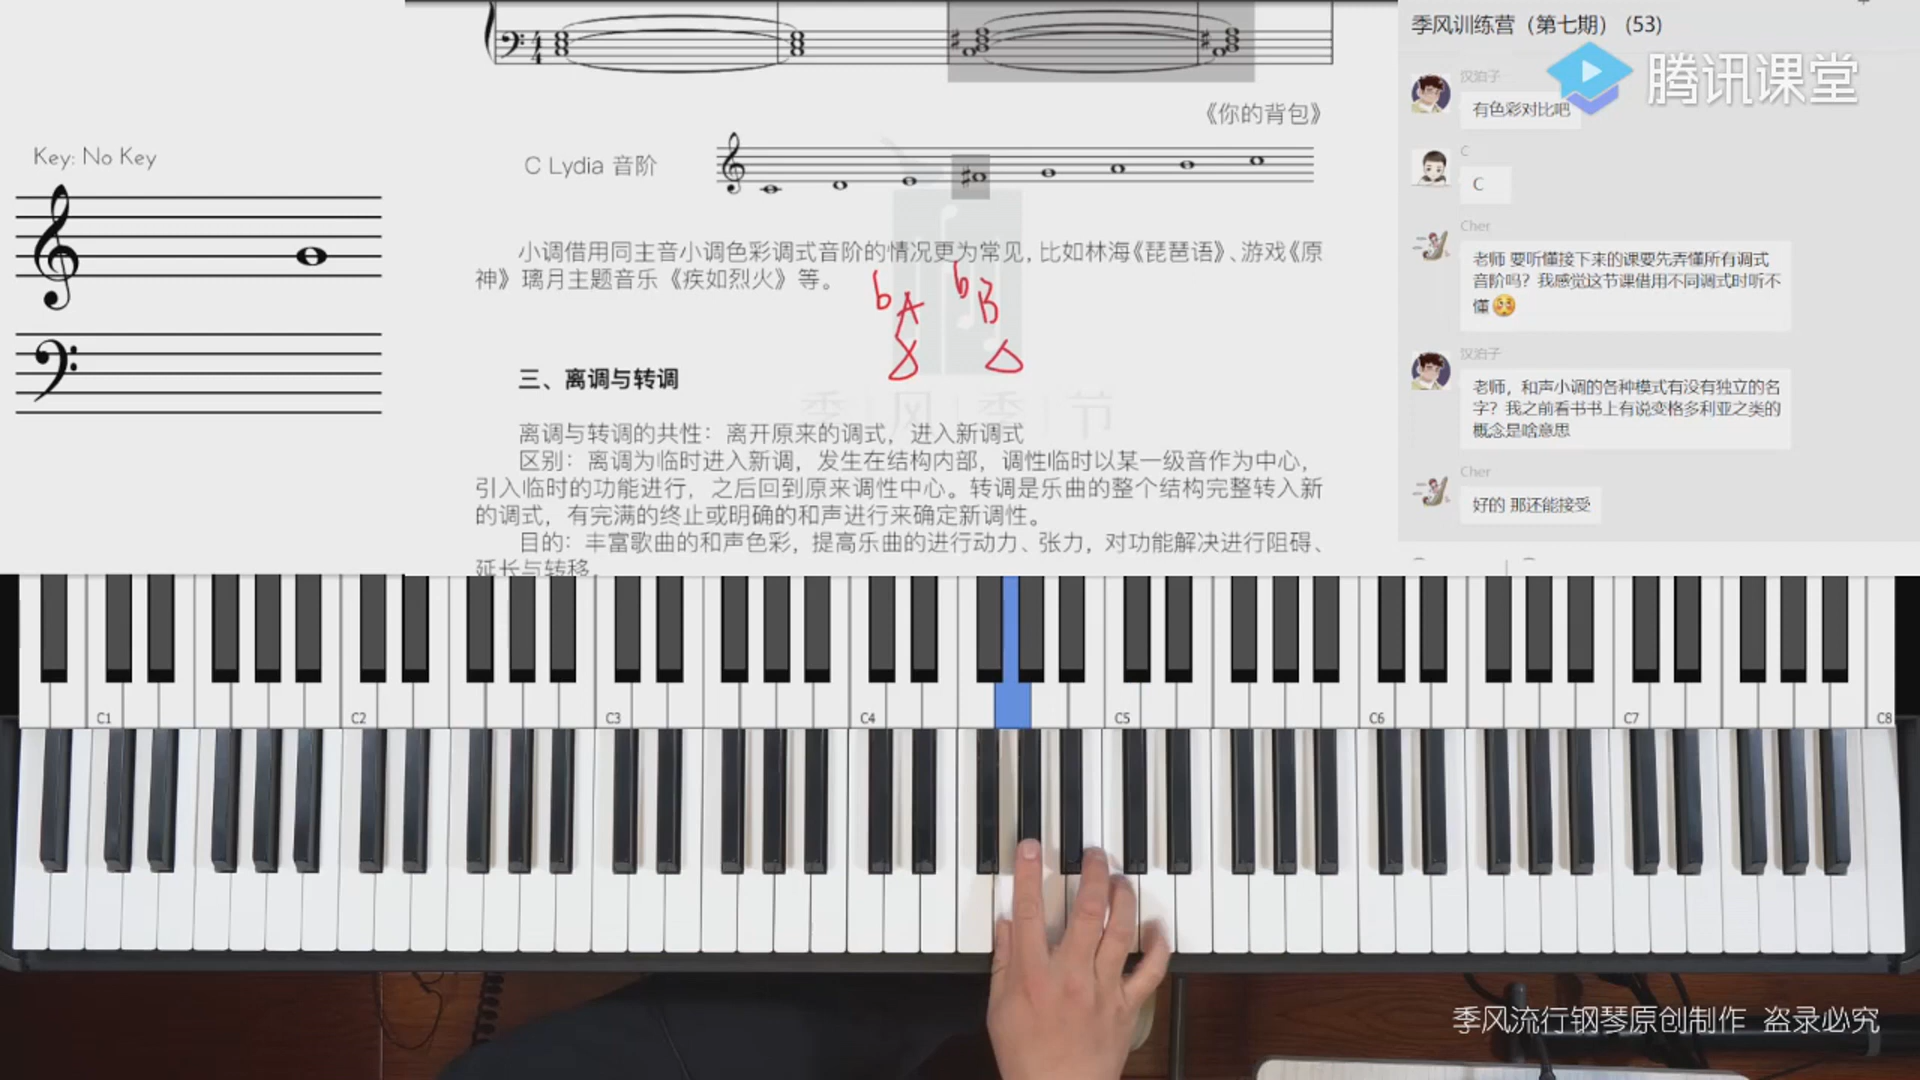 季风训练营（第七期）(53)
腾讯课堂
汉泊子
有色彩对比吧
C
C
Cher
老师 要听懂接下来的课要先弄懂所有调式
音阶吗？我感觉这节课借用不同调式时听不
懂
汉泊子
老师，和声小调的各种模式有没有独立的名
字？我之前看书书上有说变格多利亚之类的
概念是啥意思
Cher
好的 那还能接受
Key: No Key
《你的背包》
C Lydia 音阶
小调借用同主音小调色彩调式音阶的情况更为常见，比如林海《琵琶语》、游戏《原
神》璃月主题音乐《疾如烈火》等。
bA bB
三、离调与转调
季风季节
离调与转调的共性：离开原来的调式，进入新调式
区别：离调为临时进入新调，发生在结构内部，调性临时以某一级音作为中心，
引入临时的功能进行，之后回到原来调性中心。转调是乐曲的整个结构完整转入新
的调式，有完满的终止或明确的和声进行来确定新调性。
目的：丰富歌曲的和声色彩，提高乐曲的进行动力、张力，对功能解决进行阻碍、
延长与转移。
C1 C2 C3 C4 C5 C6 C7 C8
季风流行钢琴原创制作 盗录必究